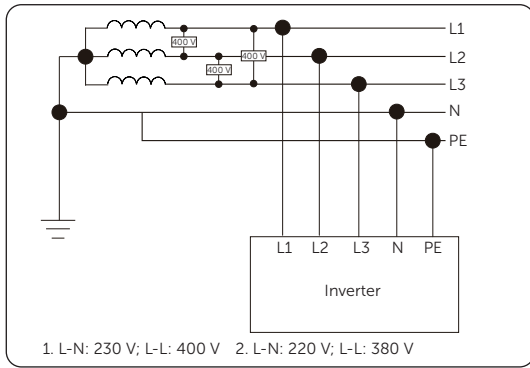 L1
400 V
400 V
L2
400 V
L3
N
PE
L1 L2 L3 N PE
Inverter
1. L-N: 230 V; L-L: 400 V 2. L-N: 220 V; L-L: 380 V